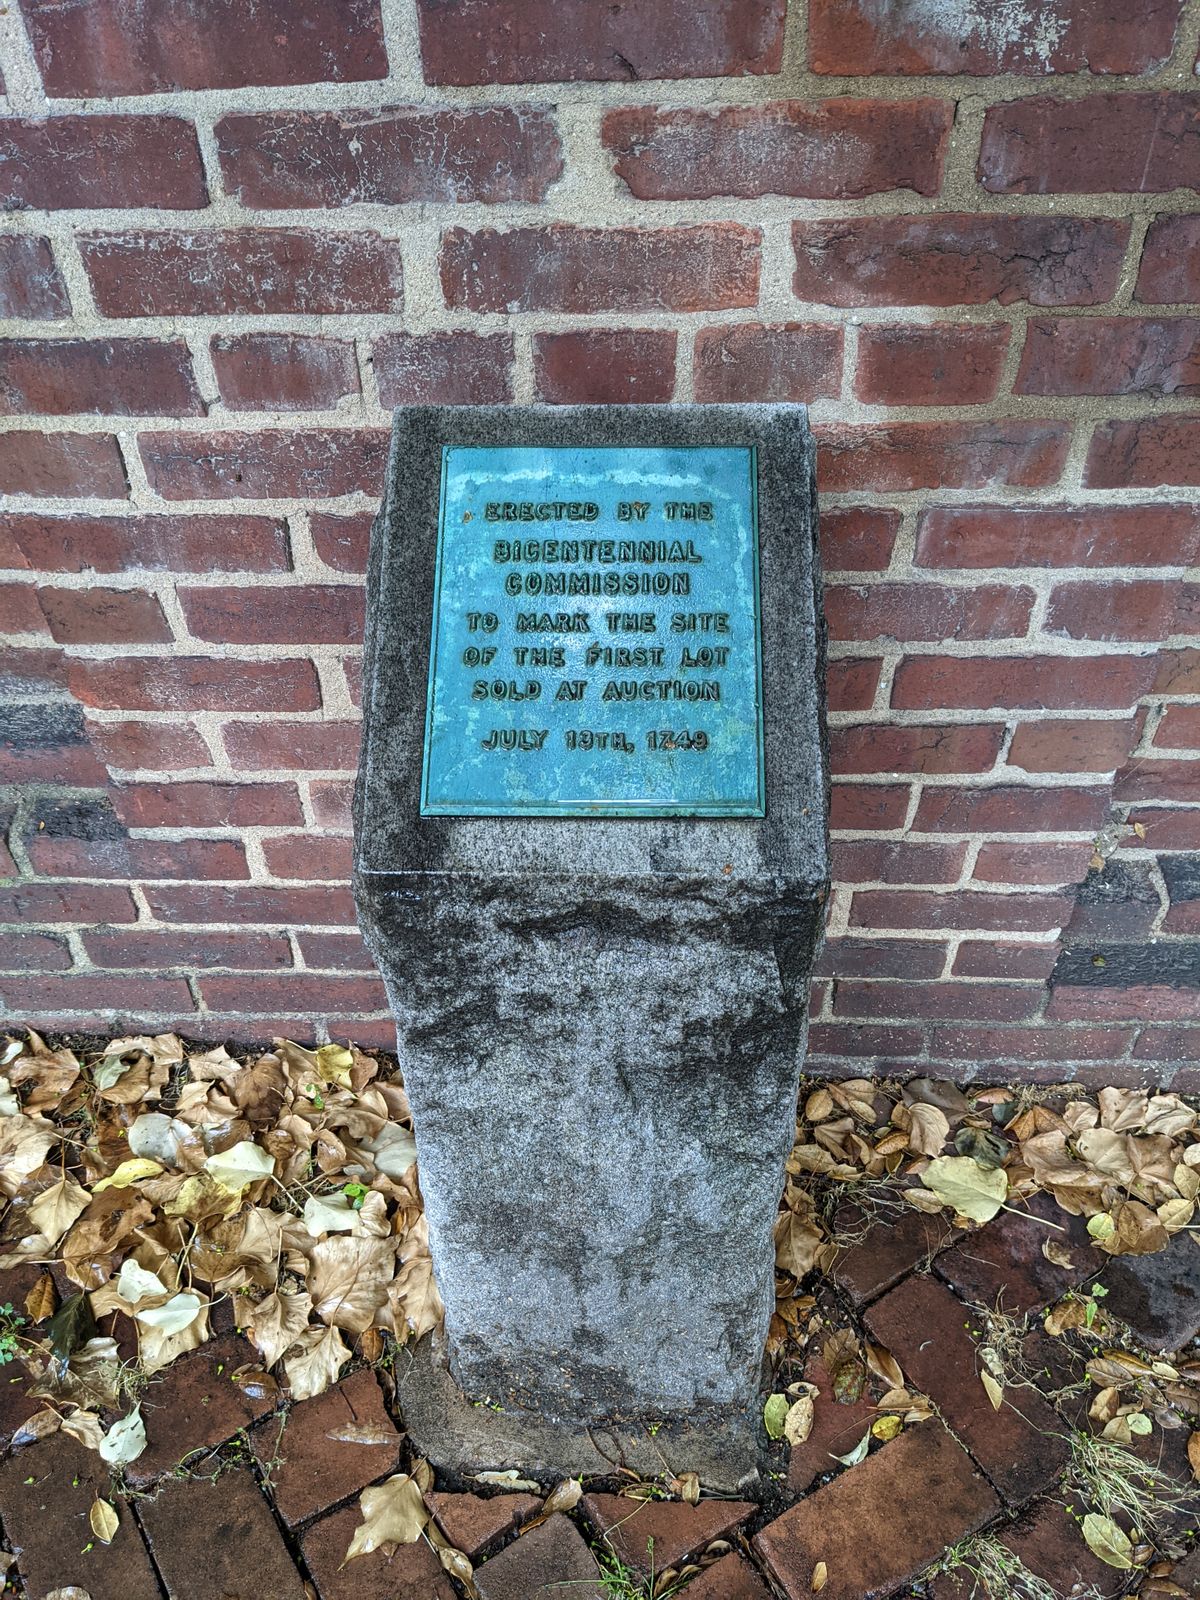 ERECTED BY THE
BICENTENNIAL
COMMISSION
TO MARK THE SITE
OF THE FIRST LOT
SOLD AT AUCTION
JULY 13TH, 1749